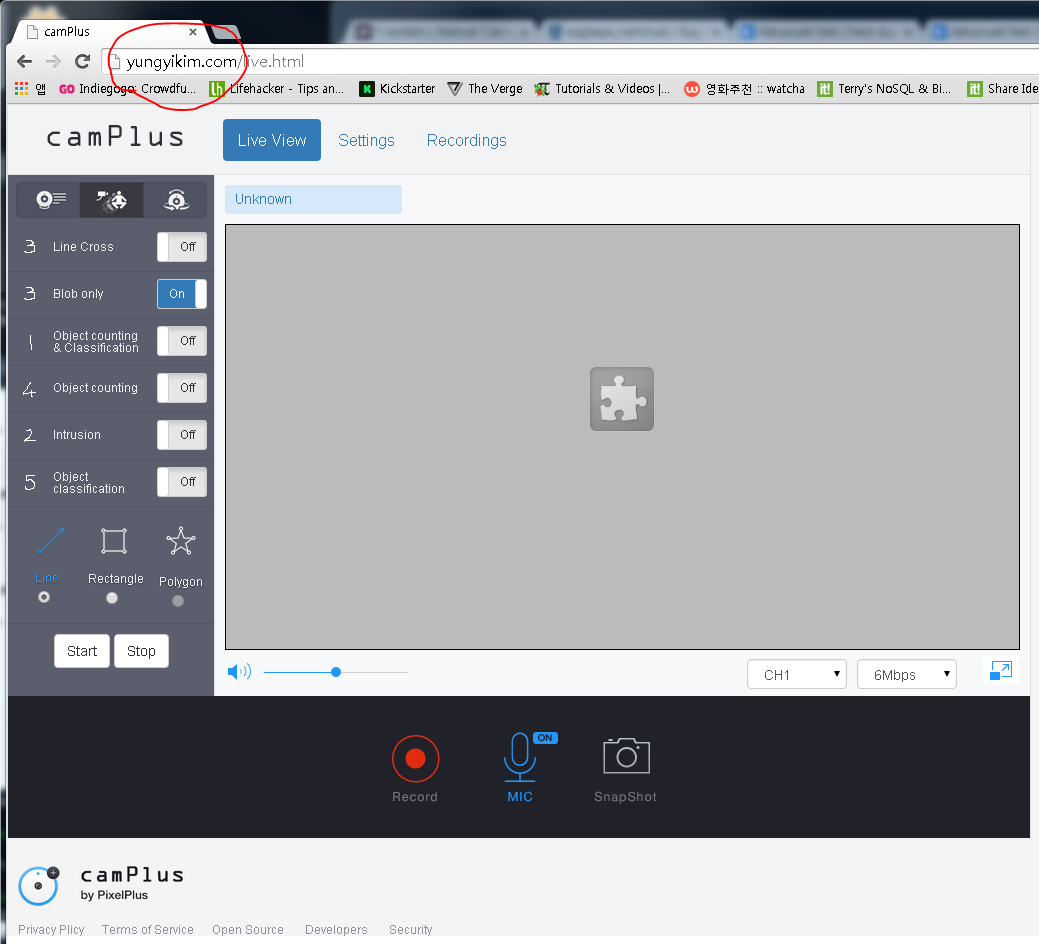 camPlus
yungyikim.com/live.html
앱 Indiegogo: Crowdfu... Lifehacker - Tips an... Kickstarter The Verge Tutorials & Videos |... 영화추천 :: watcha Terry's NoSQL & Bi... Share Ide
camPlus Live View Settings Recordings
Unknown
3 Line Cross Off
3 Blob only On
1 Object counting
& Classification Off
4 Object counting Off
2 Intrusion Off
5 Object
classification Off
Line Rectangle Polygon
Start Stop
CH1 6Mbps
ON
Record MIC SnapShot
camPlus
by PixelPlus
Privacy Plicy Terms of Service Open Source Developers Security